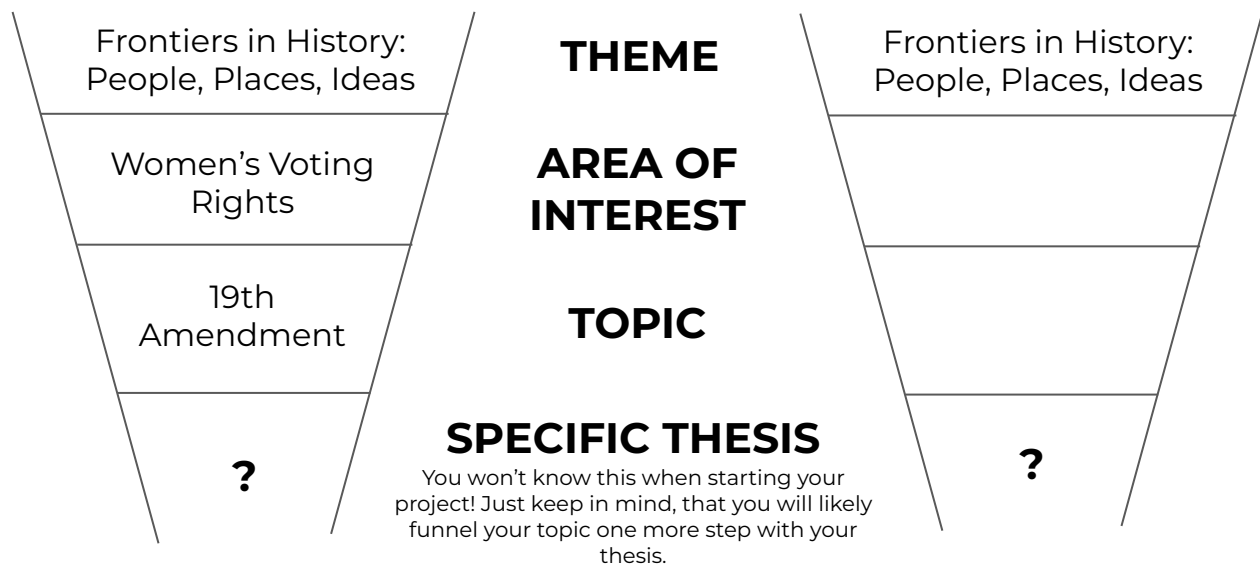 Frontiers in History:
People, Places, Ideas
Women’s Voting
Rights
19th
Amendment
?
THEME
AREA OF
INTEREST
TOPIC
SPECIFIC THESIS
You won’t know this when starting your
project! Just keep in mind, that you will likely
funnel your topic one more step with your
thesis.
Frontiers in History:
People, Places, Ideas
?